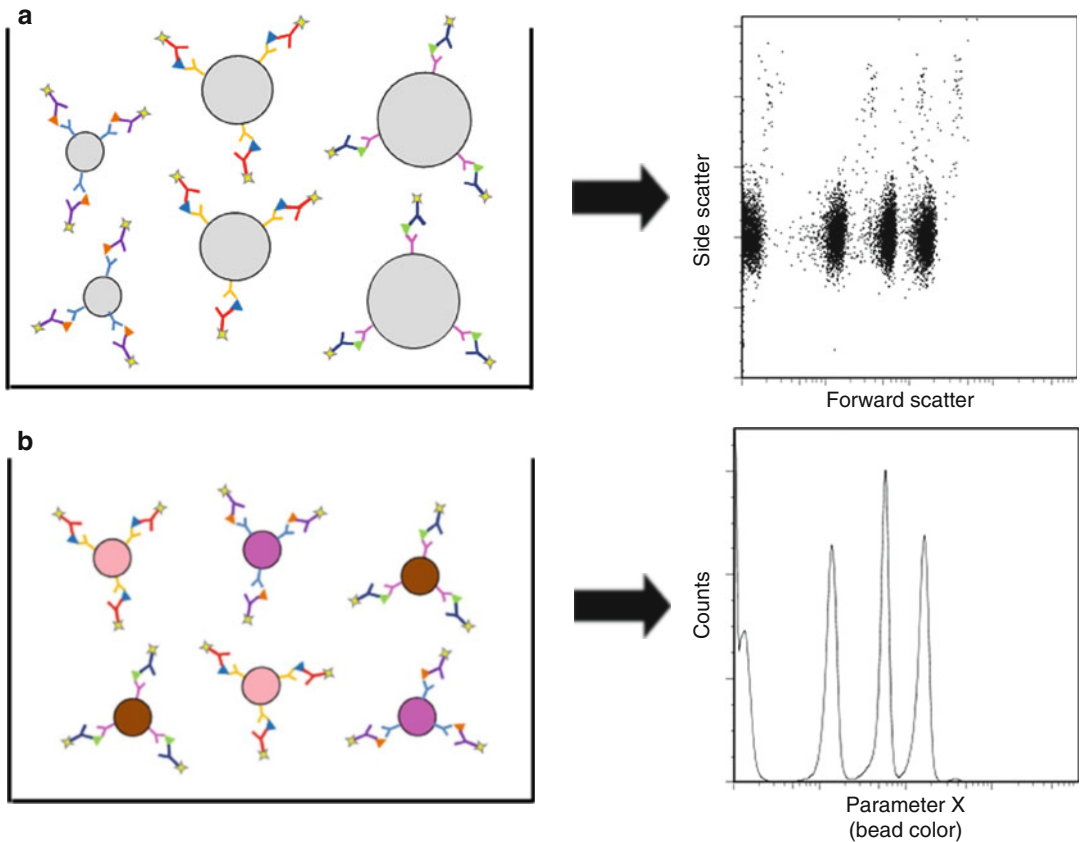 a
Side scatter
Forward scatter
b
Counts
Parameter X
(bead color)